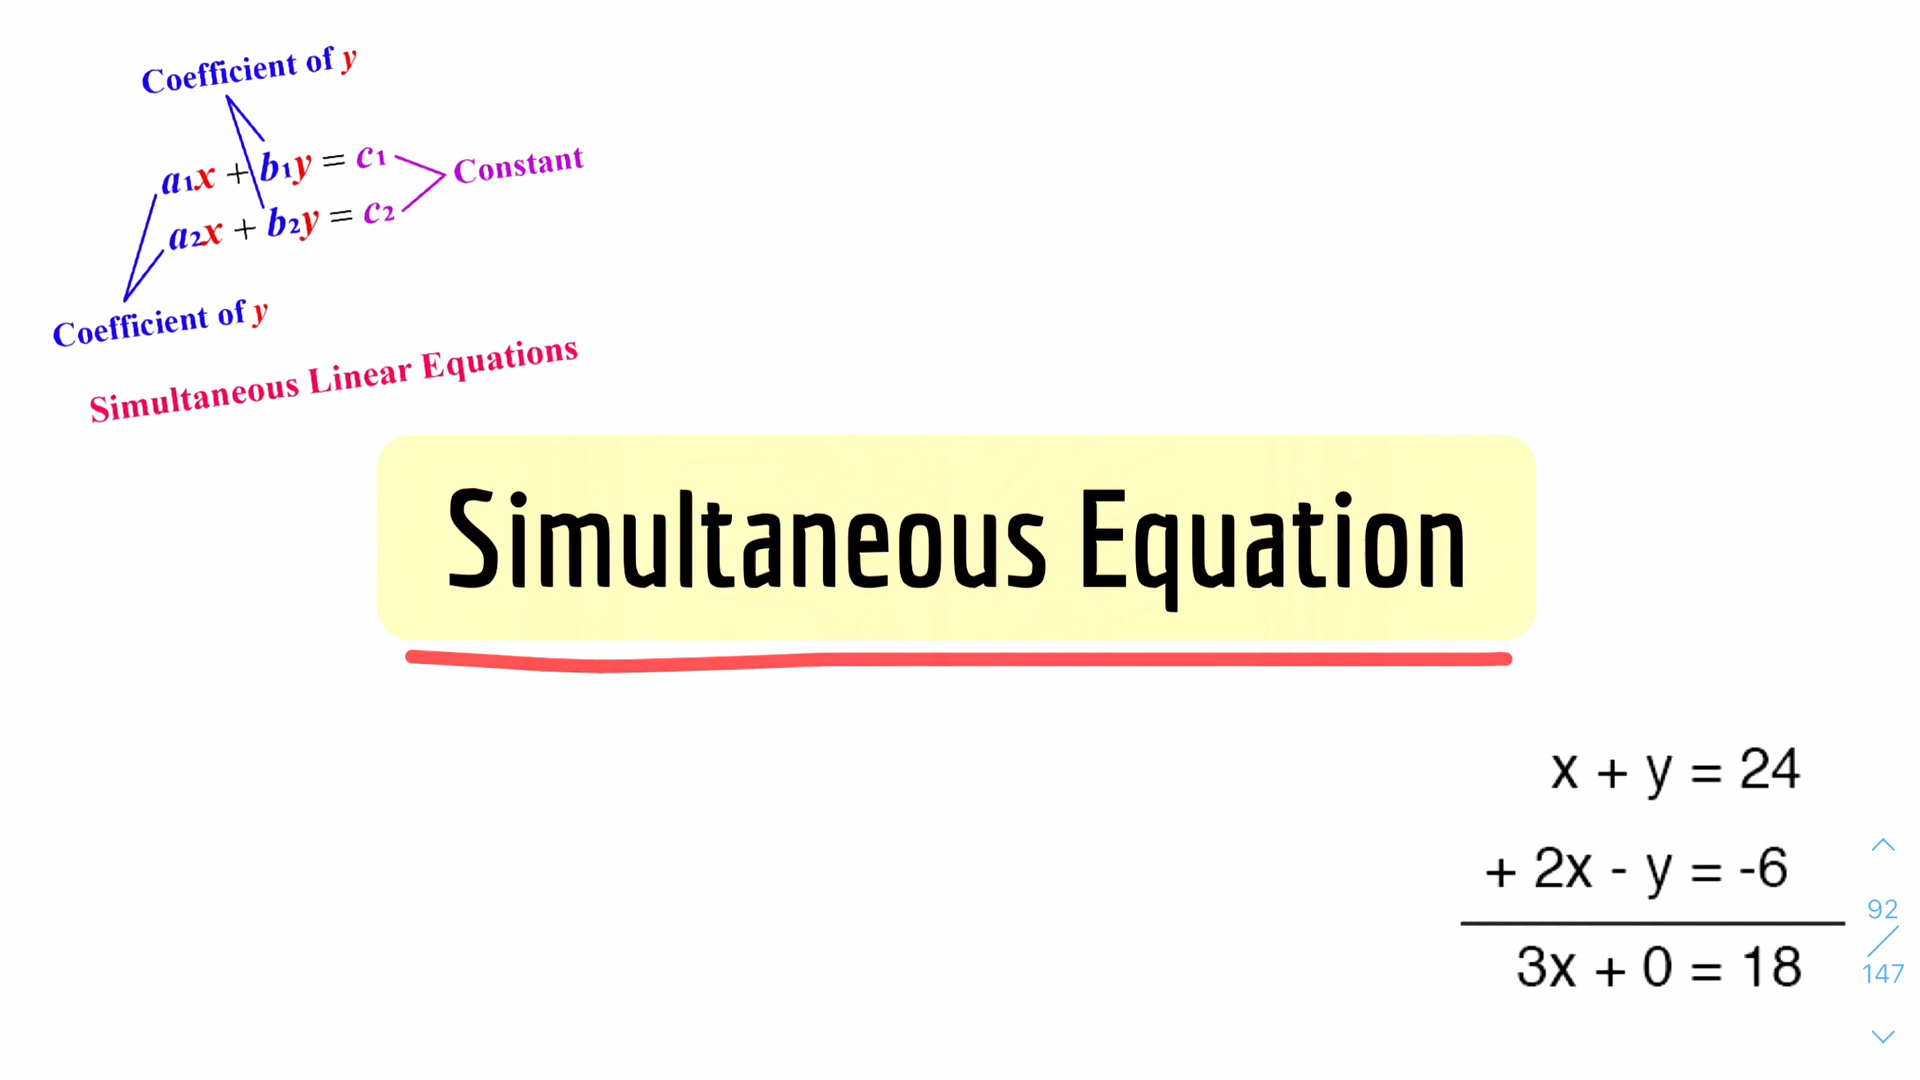 Coefficient of y
a₁x + b₁y = c₁
Constant
a₂x + b₂y = c₂
Coefficient of y
Simultaneous Linear Equations
Simultaneous Equation
x + y = 24
+ 2x - y = -6
3x + 0 = 18
92
147